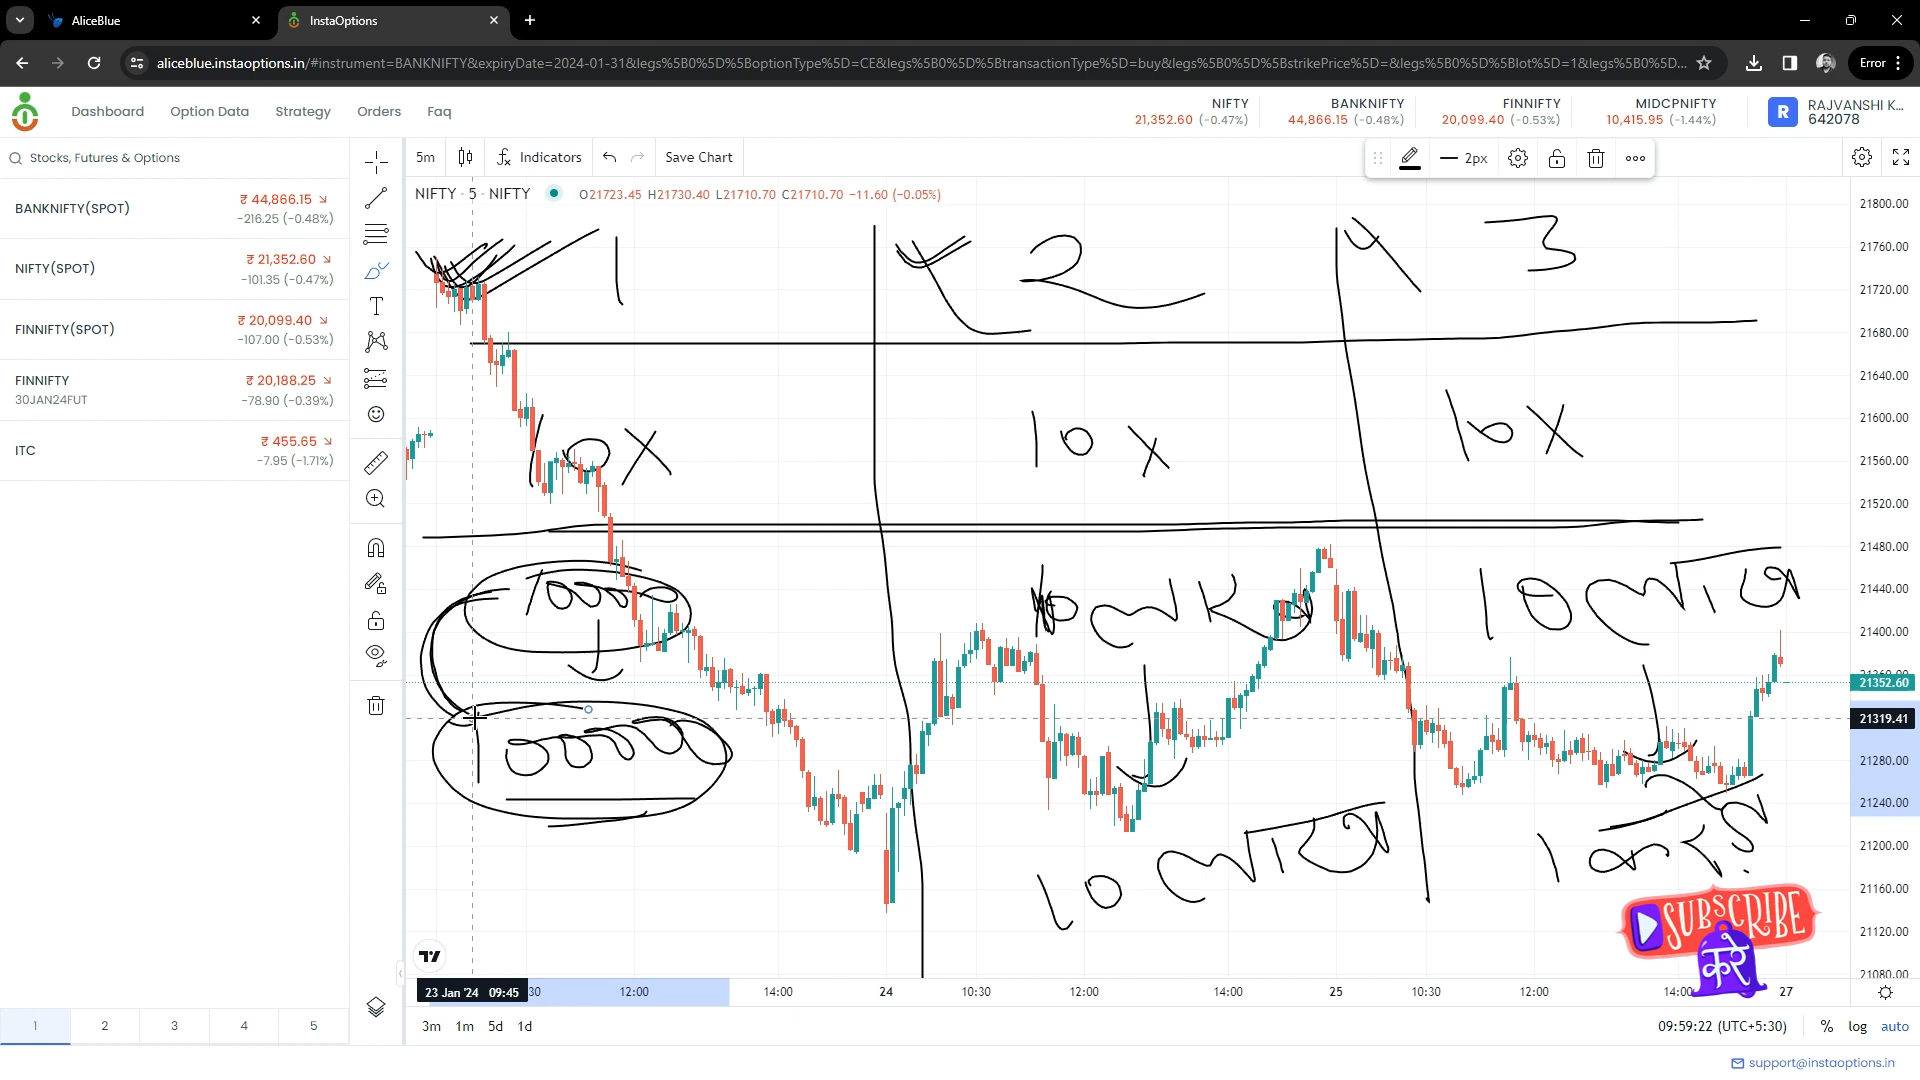 AliceBlue
InstaOptions
aliceblue.instaoptions.in/#instrument=BANKNIFTY&expiryDate=2024-01-31&legs%5B0%5D%5BoptionType%5D=CE&legs%5B0%5D%5BtransactionType%5D=buy&legs%5B0%5D%5BstrikePrice%5D=&legs%5B0%5D%5Blot%5D=1&legs%5B0%5D...
Error
Dashboard Option Data Strategy Orders Faq
NIFTY BANKNIFTY FINNIFTY MIDCPNIFTY
21,352.60 (-0.47%) 44,866.15 (-0.48%) 20,099.40 (-0.53%) 10,415.95 (-1.44%)
R RAJVANSHI K...
642078
Stocks, Futures & Options
BANKNIFTY(SPOT) ₹ 44,866.15
-216.25 (-0.48%)
NIFTY(SPOT) ₹ 21,352.60
-101.35 (-0.47%)
FINNIFTY(SPOT) ₹ 20,099.40
-107.00 (-0.53%)
FINNIFTY ₹ 20,188.25
30JAN24FUT -78.90 (-0.39%)
ITC ₹ 455.65
-7.95 (-1.71%)
1 2 3 4 5
5m Indicators Save Chart
2px
NIFTY · 5 · NIFTY O21723.45 H21730.40 L21710.70 C21710.70 −11.60 (−0.05%)
1 2 3
10X 10X 10X
21800.00
21760.00
21720.00
21680.00
21640.00
21600.00
21560.00
21520.00
21480.00
21440.00
21400.00
21352.60
21319.41
21280.00
21240.00
21200.00
21160.00
21120.00
21080.00
SUBSCRIBE
करे
23 Jan '24 09:45 30 12:00 14:00 24 10:30 12:00 14:00 25 10:30 12:00 14:00 27
3m 1m 5d 1d
09:59:22 (UTC+5:30) % log auto
support@instaoptions.in